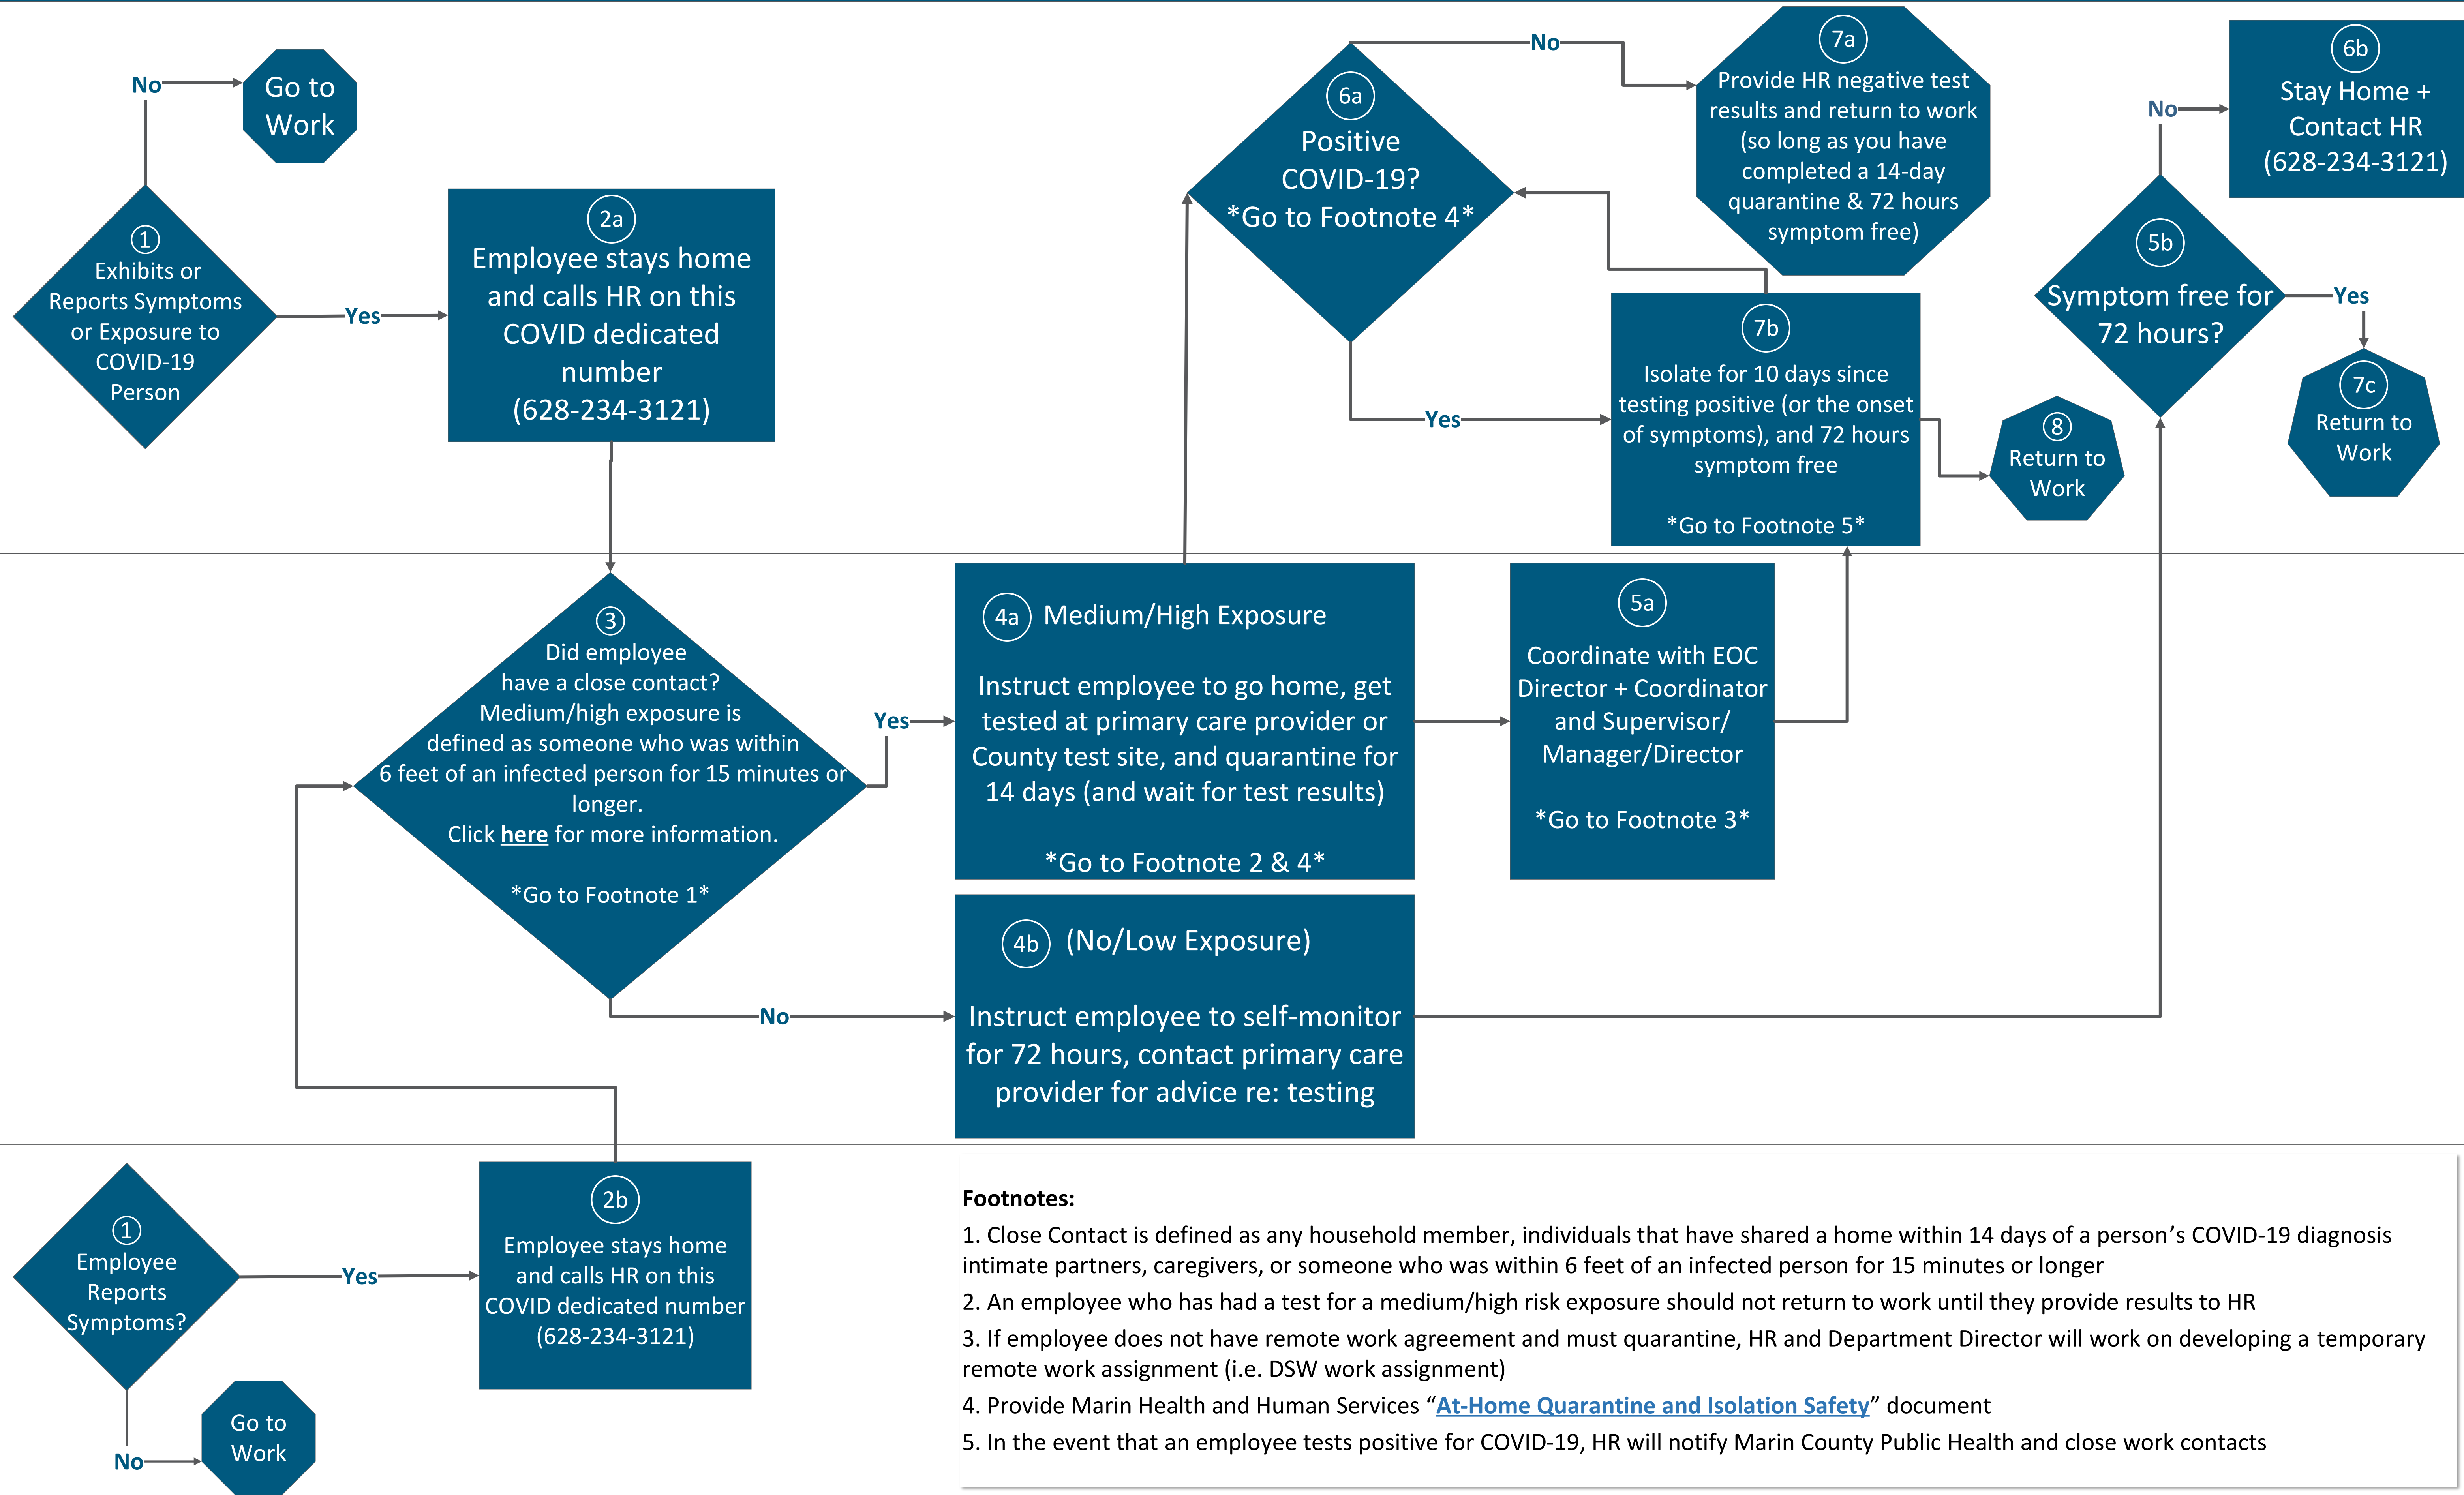 No
Go to
Work
1
Exhibits or
Reports Symptoms
or Exposure to
COVID-19
Person
Yes
2a
Employee stays home
and calls HR on this
COVID dedicated
number
(628-234-3121)
6a
Positive
COVID-19?
*Go to Footnote 4*
No
7a
Provide HR negative test
results and return to work
(so long as you have
completed a 14-day
quarantine & 72 hours
symptom free)
Yes
7b
Isolate for 10 days since
testing positive (or the onset
of symptoms), and 72 hours
symptom free
*Go to Footnote 5*
8
Return to
Work
5b
Symptom free for
72 hours?
No
6b
Stay Home +
Contact HR
(628-234-3121)
Yes
7c
Return to
Work
3
Did employee
have a close contact?
Medium/high exposure is
defined as someone who was within
6 feet of an infected person for 15 minutes or
longer.
Click here for more information.
*Go to Footnote 1*
Yes
4a Medium/High Exposure
Instruct employee to go home, get
tested at primary care provider or
County test site, and quarantine for
14 days (and wait for test results)
*Go to Footnote 2 & 4*
5a
Coordinate with EOC
Director + Coordinator
and Supervisor/
Manager/Director
*Go to Footnote 3*
No
4b (No/Low Exposure)
Instruct employee to self-monitor
for 72 hours, contact primary care
provider for advice re: testing
1
Employee
Reports
Symptoms?
Yes
2b
Employee stays home
and calls HR on this
COVID dedicated number
(628-234-3121)
No
Go to
Work
Footnotes:
1. Close Contact is defined as any household member, individuals that have shared a home within 14 days of a person’s COVID-19 diagnosis
intimate partners, caregivers, or someone who was within 6 feet of an infected person for 15 minutes or longer
2. An employee who has had a test for a medium/high risk exposure should not return to work until they provide results to HR
3. If employee does not have remote work agreement and must quarantine, HR and Department Director will work on developing a temporary
remote work assignment (i.e. DSW work assignment)
4. Provide Marin Health and Human Services “At-Home Quarantine and Isolation Safety” document
5. In the event that an employee tests positive for COVID-19, HR will notify Marin County Public Health and close work contacts